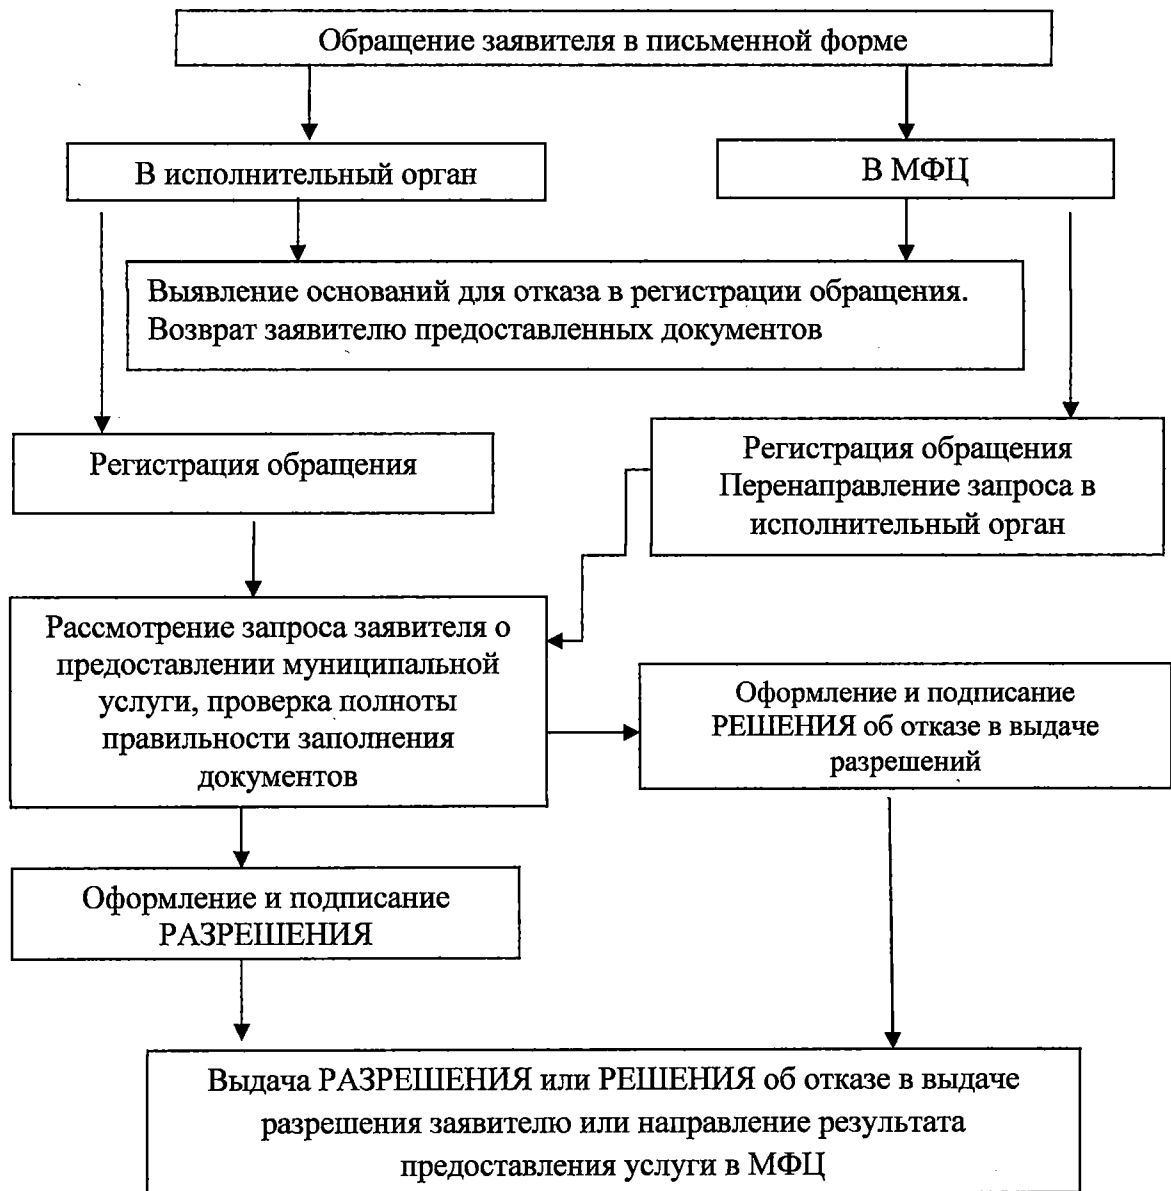 Обращение заявителя в письменной форме
В исполнительный орган
В МФЦ
Выявление оснований для отказа в регистрации обращения.
Возврат заявителю предоставленных документов
Регистрация обращения
Регистрация обращения
Перенаправление запроса в
исполнительный орган
Рассмотрение запроса заявителя о
предоставлении муниципальной
услуги, проверка полноты
правильности заполнения
документов
Оформление и подписание
РЕШЕНИЯ об отказе в выдаче
разрешений
Оформление и подписание
РАЗРЕШЕНИЯ
Выдача РАЗРЕШЕНИЯ или РЕШЕНИЯ об отказе в выдаче
разрешения заявителю или направление результата
предоставления услуги в МФЦ